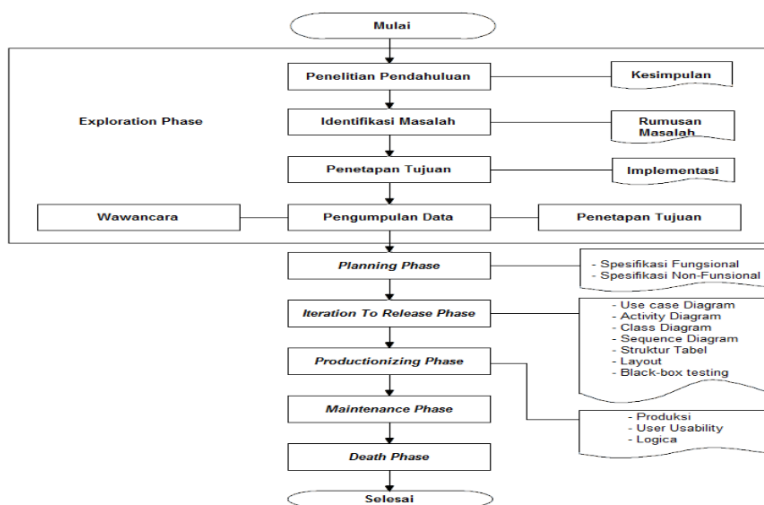 Mulai
Penelitian Pendahuluan
Kesimpulan
Exploration Phase
Identifikasi Masalah
Rumusan
Masalah
Penetapan Tujuan
Implementasi
Wawancara
Pengumpulan Data
Penetapan Tujuan
Planning Phase
- Spesifikasi Fungsional
- Spesifikasi Non-Funsional
Iteration To Release Phase
- Use case Diagram
- Activity Diagram
- Class Diagram
- Sequence Diagram
- Struktur Tabel
- Layout
- Black-box testing
Productionizing Phase
Maintenance Phase
- Produksi
- User Usability
- Logica
Death Phase
Selesai